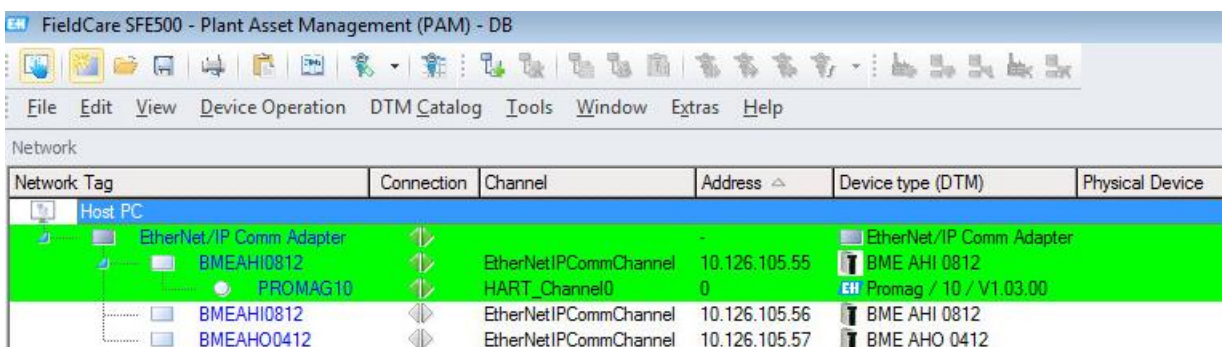 EH FieldCare SFE500 - Plant Asset Management (PAM) - DB
File Edit View Device Operation DTM Catalog Tools Window Extras Help
Network
Network Tag Connection Channel Address Device type (DTM) Physical Device
Host PC
EtherNet/IP Comm Adapter - EtherNet/IP Comm Adapter
BMEAHI0812 EtherNetIPCommChannel 10.126.105.55 BME AHI 0812
PROMAG10 HART_Channel0 0 EH Promag / 10 / V1.03.00
BMEAHI0812 EtherNetIPCommChannel 10.126.105.56 BME AHI 0812
BMEAHO0412 EtherNetIPCommChannel 10.126.105.57 BME AHO 0412